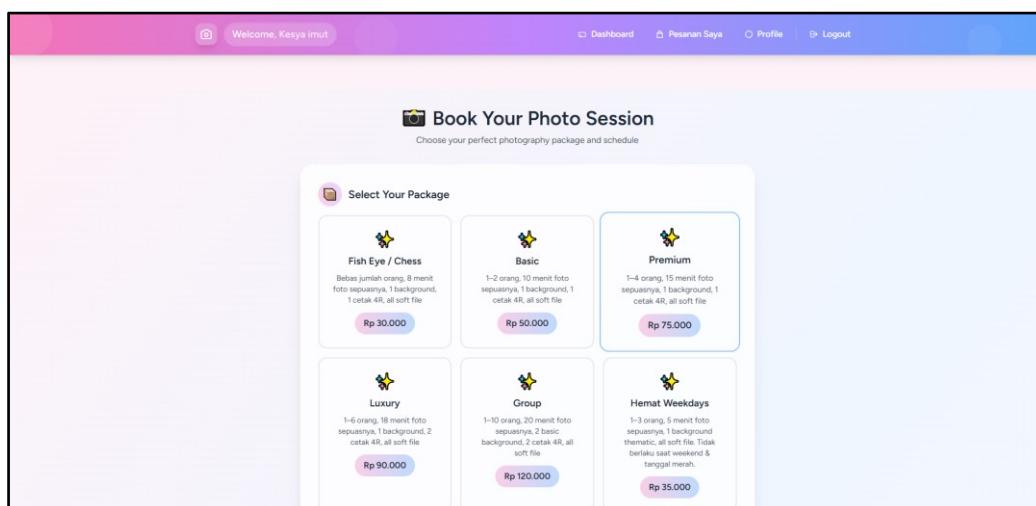 Welcome, Kesya imut
Dashboard
Pesanan Saya
Profile
Logout
Book Your Photo Session
Choose your perfect photography package and schedule
Select Your Package
Fish Eye / Chess
Bebas jumlah orang, 8 menit
foto sepuasnya, 1 background,
1 cetak 4R, all soft file
Rp 30.000
Basic
1–2 orang, 10 menit foto
sepuasnya, 1 background, 1
cetak 4R, all soft file
Rp 50.000
Premium
1–4 orang, 15 menit foto
sepuasnya, 1 background, 1
cetak 4R, all soft file
Rp 75.000
Luxury
1–6 orang, 18 menit foto
sepuasnya, 1 background, 2
catak 4R, all soft file
Rp 90.000
Group
1–10 orang, 20 menit foto
sepuasnya, 2 basic
background, 2 cetak 4R, all
soft file
Rp 120.000
Hemat Weekdays
1–3 orang, 5 menit foto
sepuasnya, 1 background
thematic, all soft file. Tidak
berlaku saat weekend &
tanggal merah.
Rp 35.000